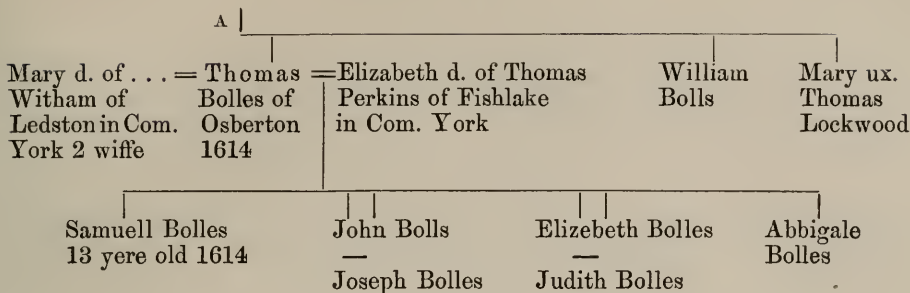 A
Mary d. of . . . = Thomas = Elizabeth d. of Thomas
Witham of
Ledston in Com.
York 2 wiffe
Bolles of
Osberton
1614
Perkins of Fishlake
in Com. York
William
Bolls
Mary ux.
Thomas
Lockwood
Samuell Bolles
13 yere old 1614
John Bolls
—
Joseph Bolles
Elizebeth Bolles
—
Judith Bolles
Abbigale
Bolles